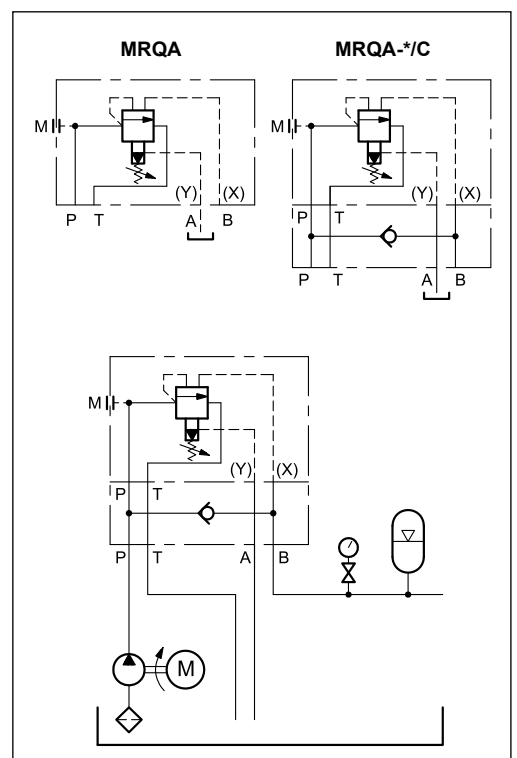 MRQA
MRQA-*/C
M
(Y) (X)
P T A B
M
(Y) (X)
P T
P T A B
M
(Y) (X)
P T
P T A B
M